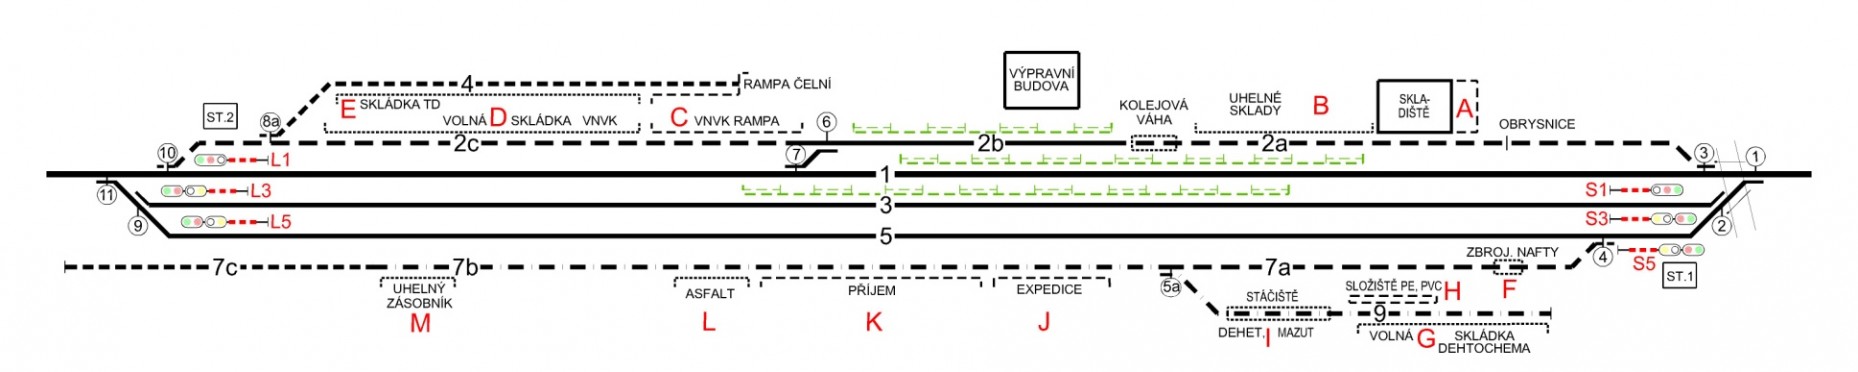 VÝPRAVNÍ
BUDOVA
4
RAMPA ČELNÍ
E SKLÁDKA TD
VOLNÁ D SKLÁDKA VNVK
C VNVK RAMPA
KOLEJOVÁ
VÁHA
UHELNÉ
SKLADY
B
SKLA-
DIŠTĚ
A
OBRYSNICE
ST.2
8a
6
2c
2b
2a
10
L1
7
3
1
1
11
L3
S1
3
9
L5
S3
2
5
ZBROJ. NAFTY
4
S5
ST.1
7c
7b
7a
UHELNÝ
ZÁSOBNÍK
M
ASFALT
L
PŘÍJEM
K
EXPEDICE
J
5a
STÁČIŠTĚ
SLOŽIŠTĚ PE, PVC
H
F
9
DEHET, I MAZUT
VOLNÁ G SKLÁDKA
DEHTOCHEMA